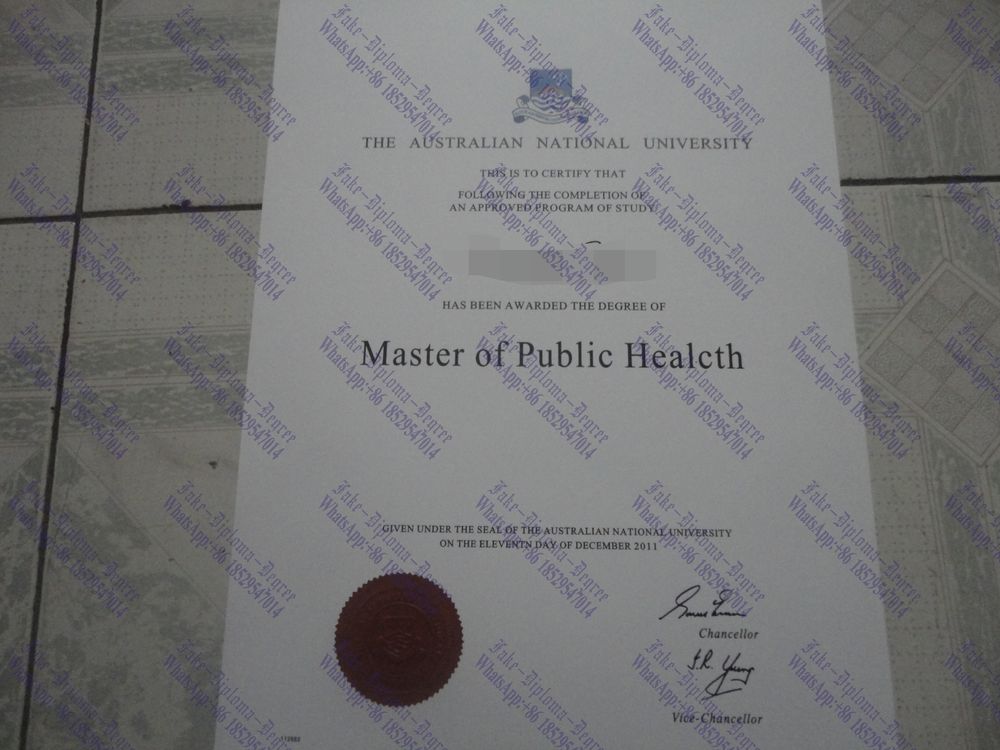 THE AUSTRALIAN NATIONAL UNIVERSITY
THIS IS TO CERTIFY THAT
FOLLOWING THE COMPLETION OF
AN APPROVED PROGRAM OF STUDY
HAS BEEN AWARDED THE DEGREE OF
Master of Public Healcth
GIVEN UNDER THE SEAL OF THE AUSTRALIAN NATIONAL UNIVERSITY
ON THE ELEVENTN DAY OF DECEMBER 2011
Chancellor
J.R. Young
Vice-Chancellor
Fake-Diploma-Degree
WhatsApp:+86 18529547014